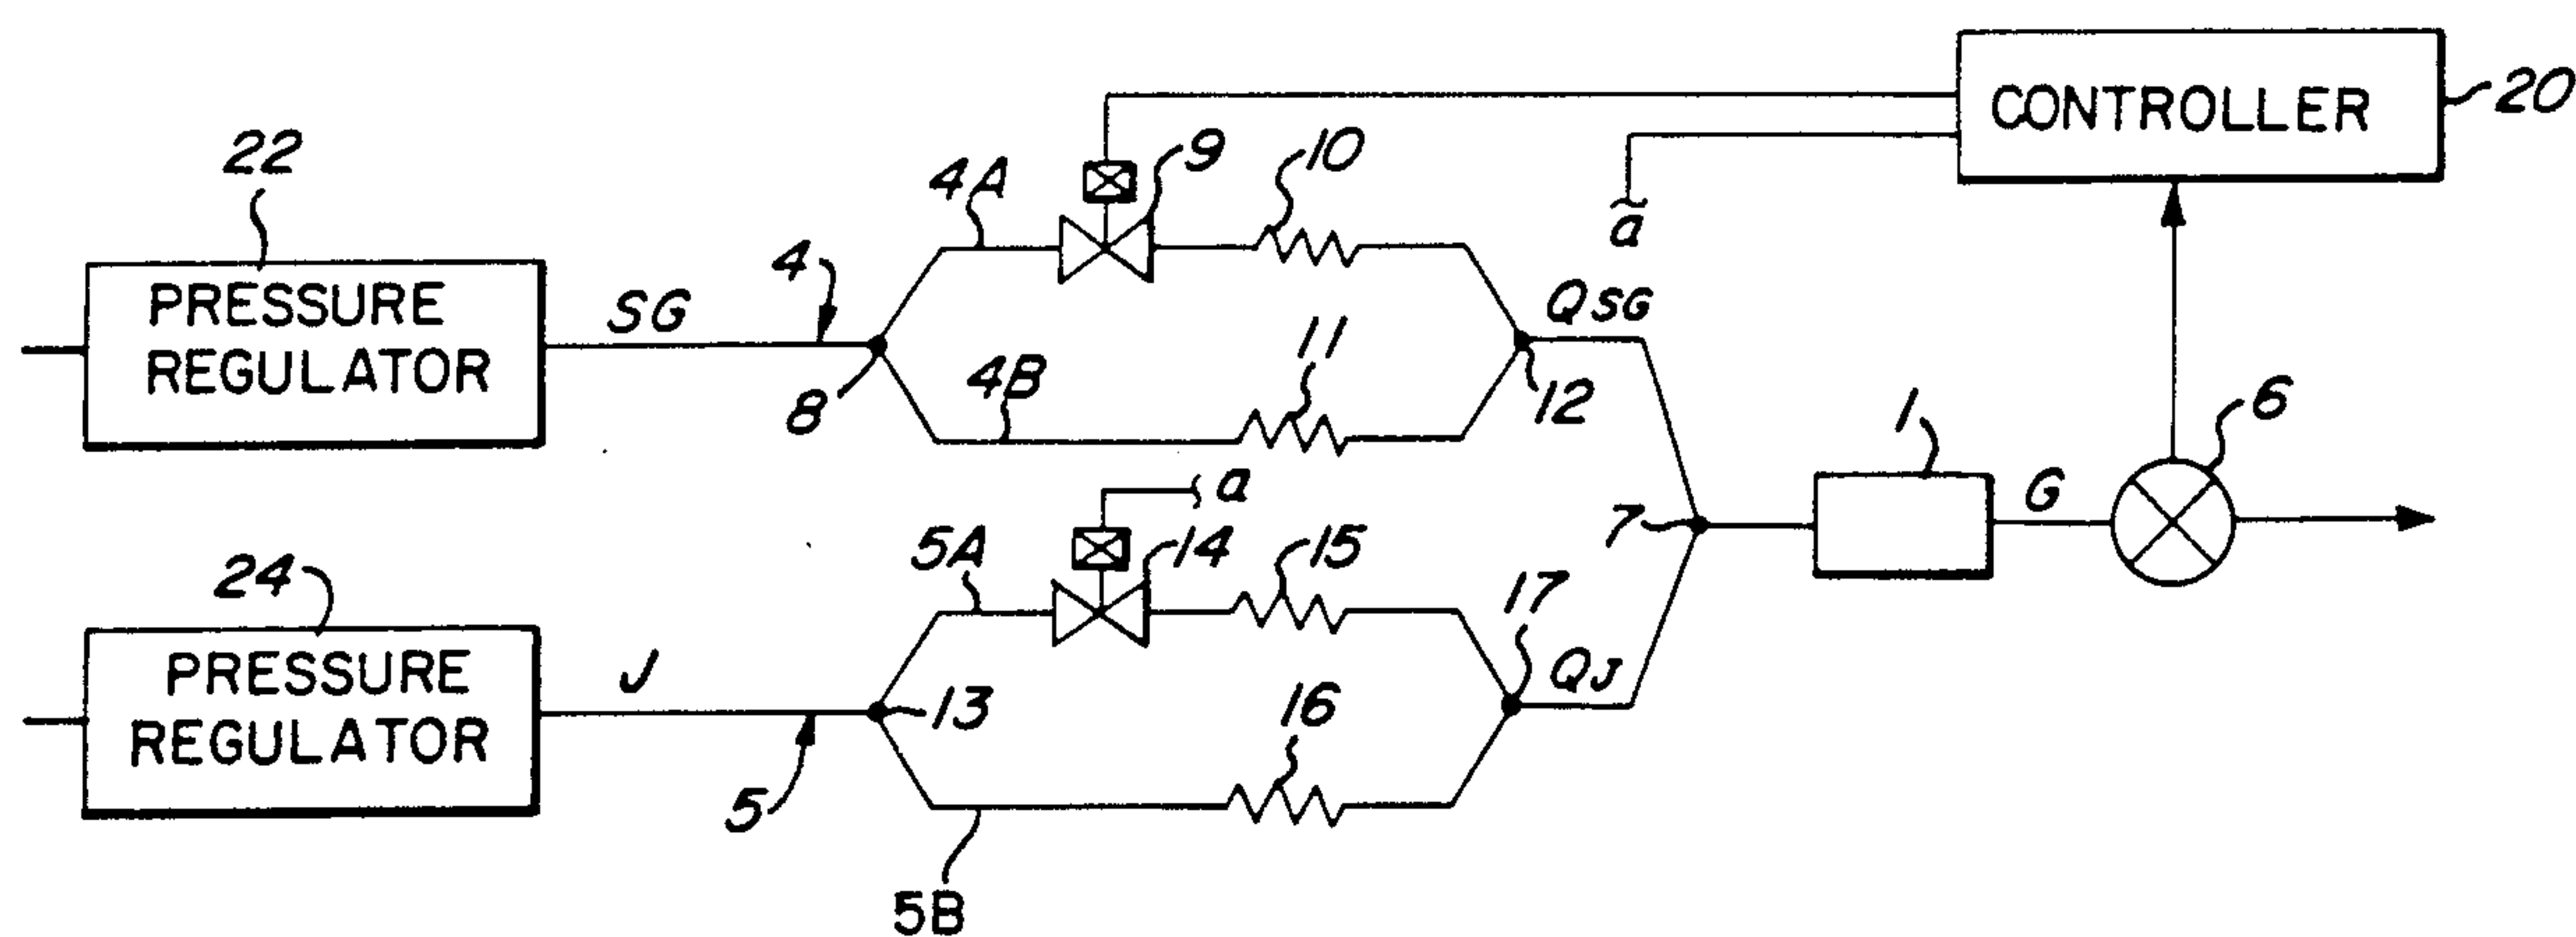 CONTROLLER
20
22
4A
9
10
a
PRESSURE
REGULATOR
SG
4
8
4B
11
QSG
12
1
G
6
a
24
5A
14
15
7
17
PRESSURE
REGULATOR
J
13
5
16
QJ
5B